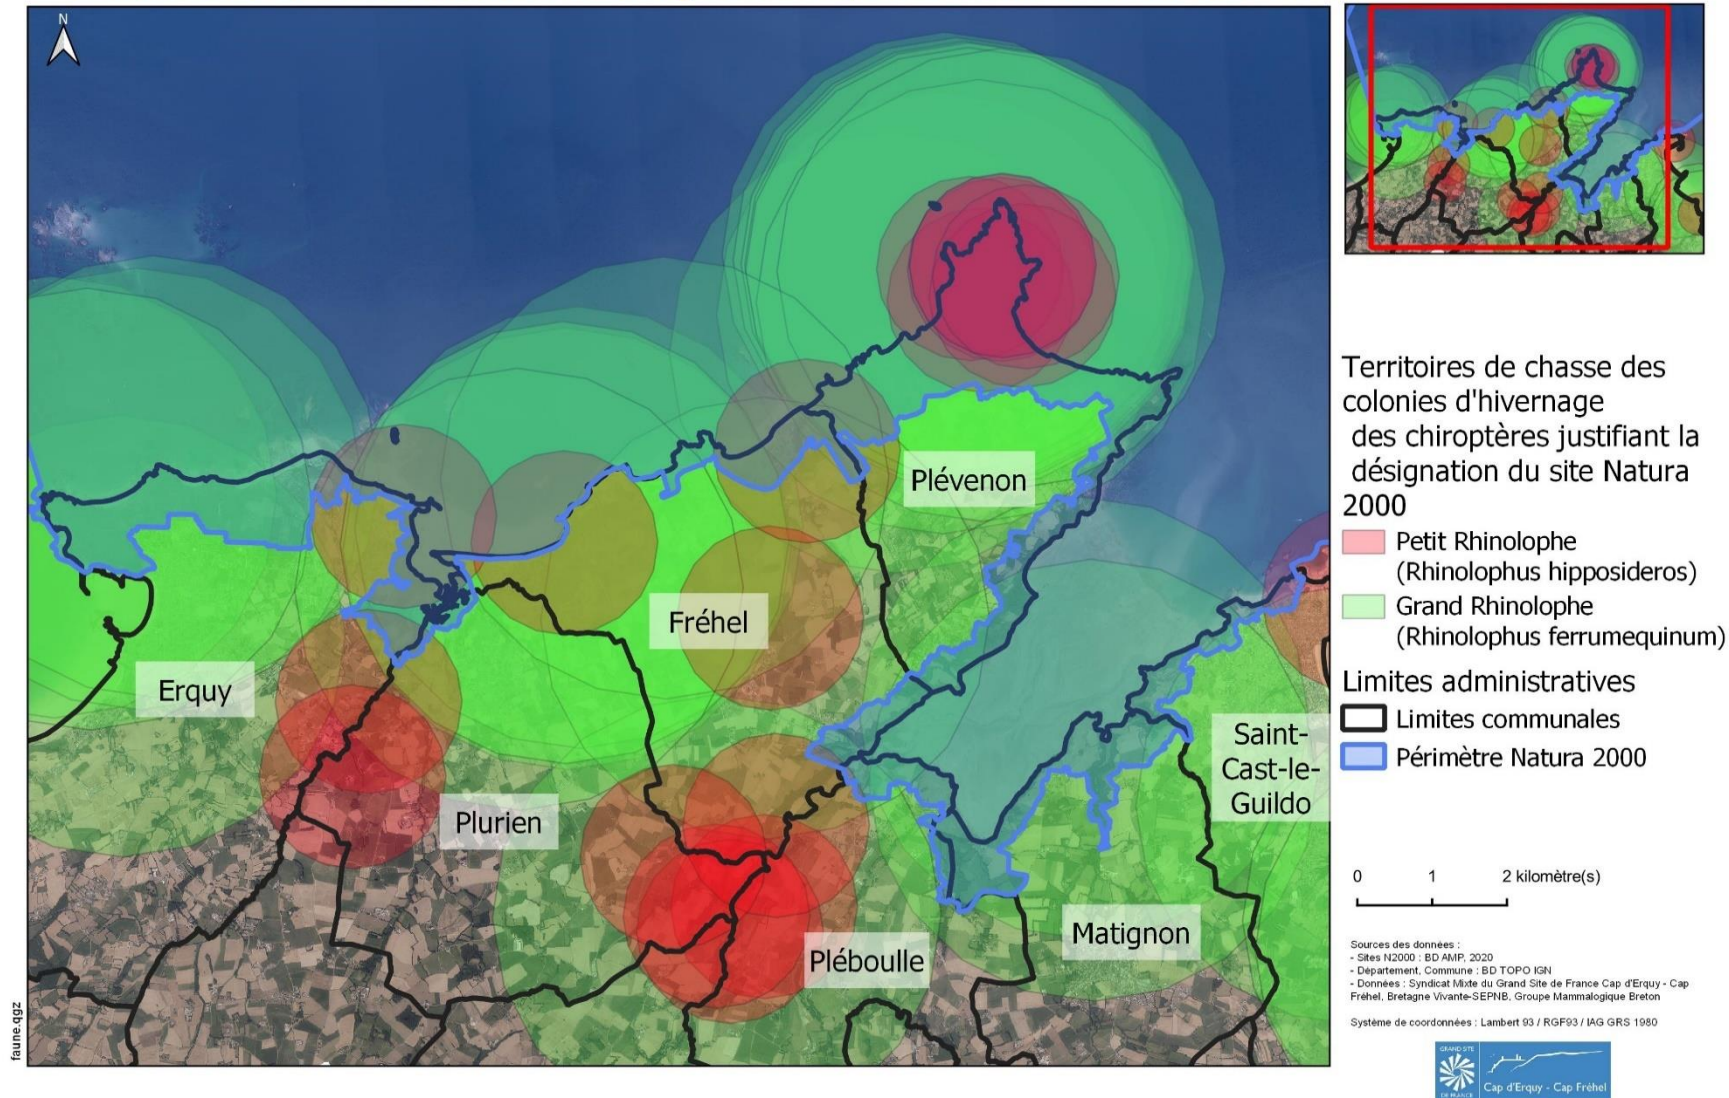 N
Plévenon
Fréhel
Erquy
Saint-
Cast-le-
Guildo
Plurien
Matignon
Pléboulle
faune.qgz
Territoires de chasse des
colonies d'hivernage
des chiroptères justifiant la
désignation du site Natura
2000
Petit Rhinolophe
(Rhinolophus hipposideros)
Grand Rhinolophe
(Rhinolophus ferrumequinum)
Limites administratives
Limites communales
Périmètre Natura 2000
0 1 2 kilomètre(s)
Sources des données :
- Sites N2000 : BD AMP, 2020
- Département, Commune : BD TOPO IGN
- Données : Syndicat Mixte du Grand Site de France Cap d'Erquy - Cap
Fréhel, Bretagne Vivante-SEPNB, Groupe Mammalogique Breton
Système de coordonnées : Lambert 93 / RGF93 / IAG GRS 1980
GRAND SITE
DE FRANCE
Cap d'Erquy - Cap Fréhel